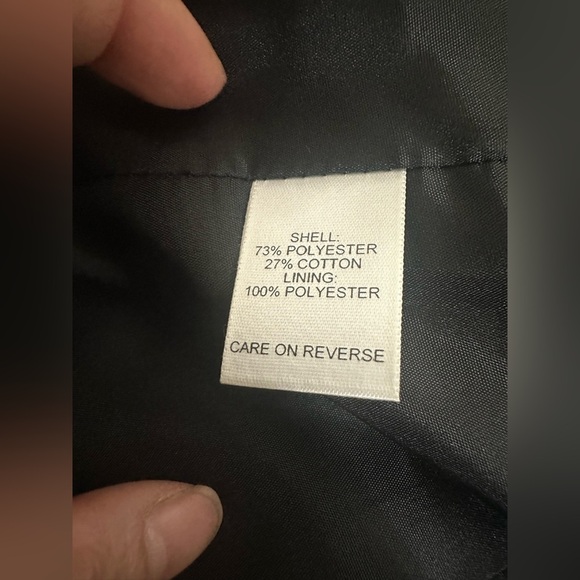 SHELL:
73% POLYESTER
27% COTTON
LINING:
100% POLYESTER
CARE ON REVERSE